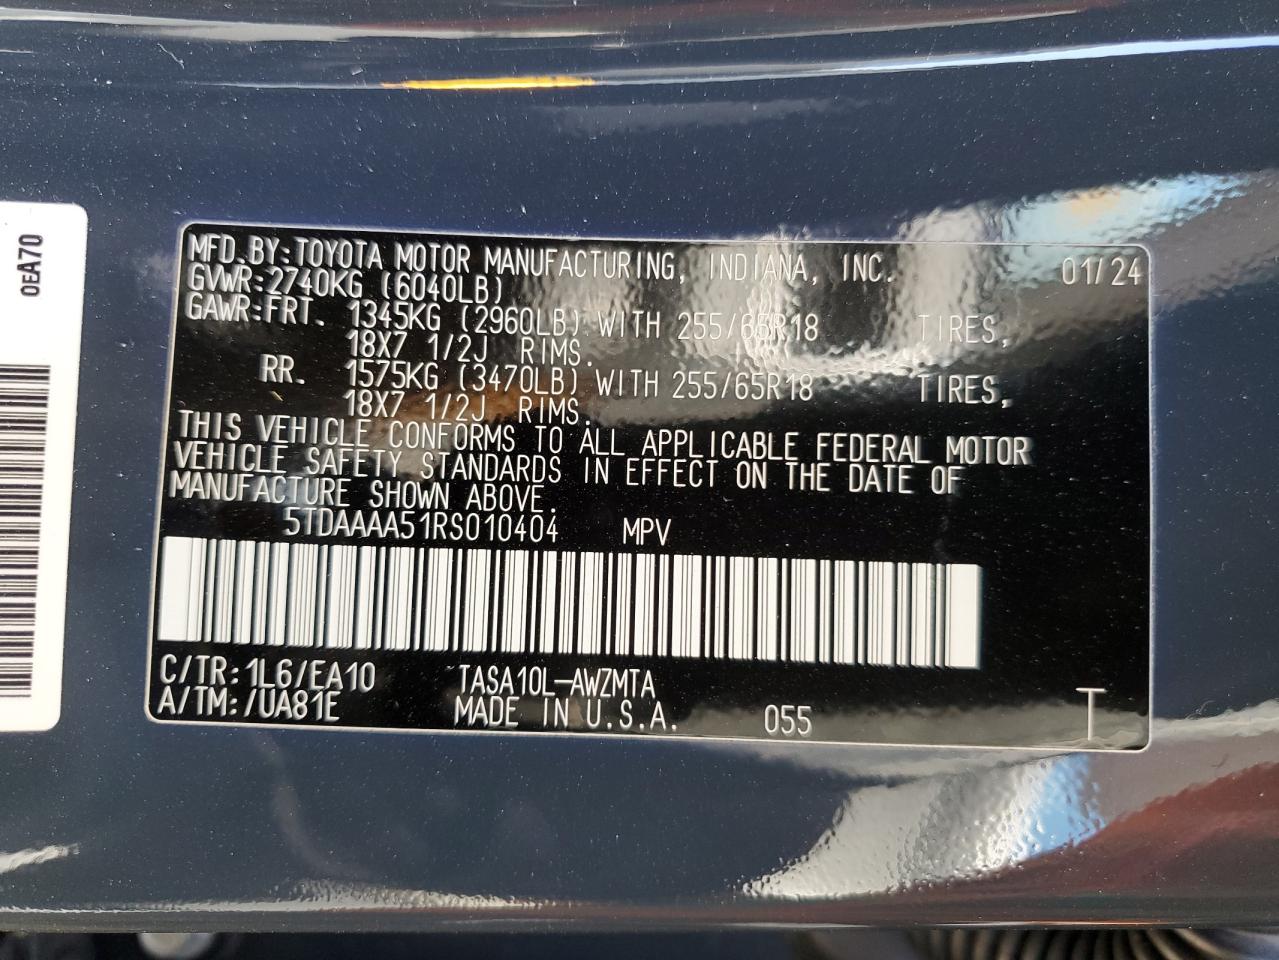 0EA70
MFD.BY:TOYOTA MOTOR MANUFACTURING, INDIANA, INC. 01/24
GVWR:2740KG (6040LB)
GAWR:FRT. 1345KG (2960LB) WITH 255/65R18 TIRES,
18X7 1/2J RIMS.
RR. 1575KG (3470LB) WITH 255/65R18 TIRES,
18X7 1/2J RIMS.
THIS VEHICLE CONFORMS TO ALL APPLICABLE FEDERAL MOTOR
VEHICLE SAFETY STANDARDS IN EFFECT ON THE DATE OF
MANUFACTURE SHOWN ABOVE.
5TDAAAA51RS010404 MPV
C/TR:1L6/EA10 TASA10L-AWZMTA
A/TM:/UA81E MADE IN U.S.A. 055 T